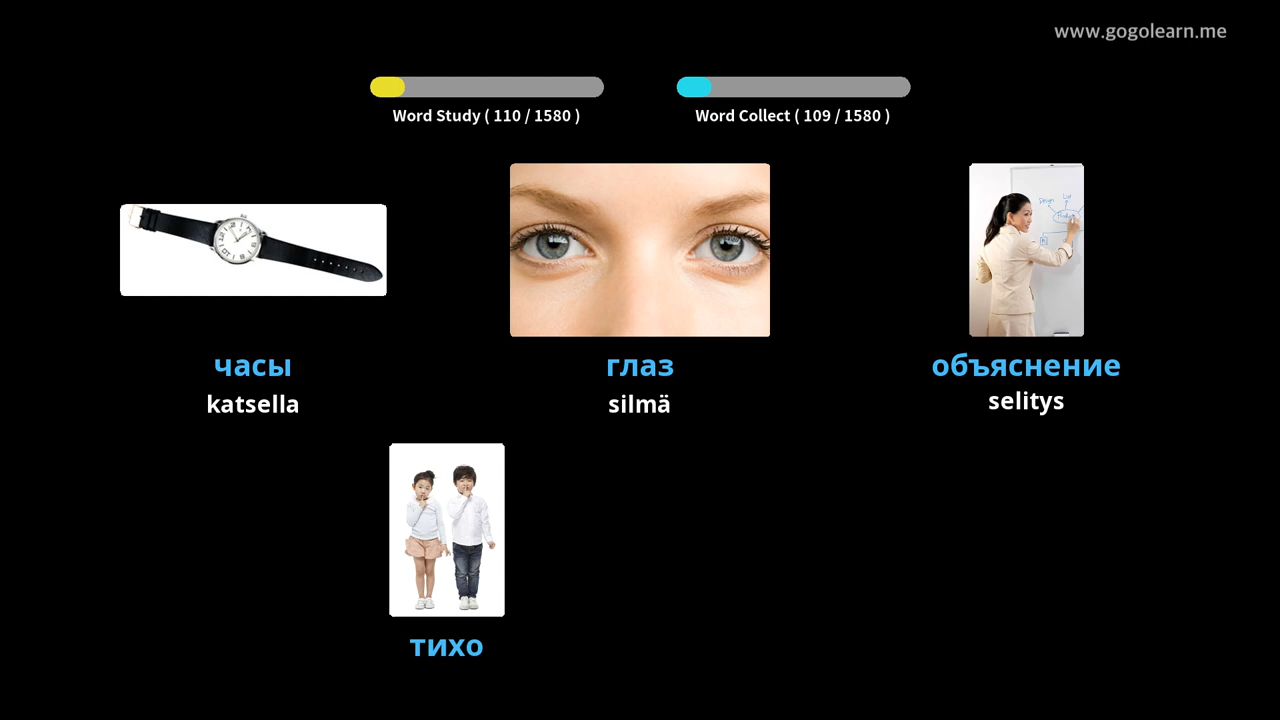 www.gogolearn.me
Word Study ( 110 / 1580 )
Word Collect ( 109 / 1580 )
часы
katsella
глаз
silmä
объяснение
selitys
тихо